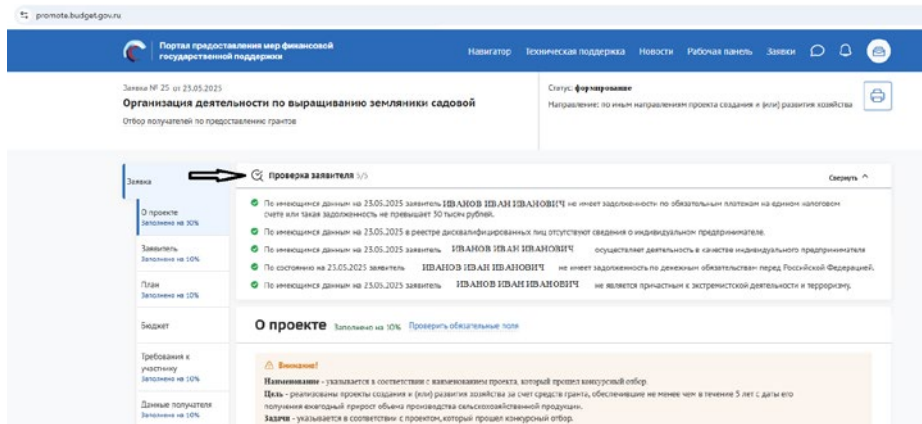 promote.budget.gov.ru
Портал предоставления мер финансовой
государственной поддержки
Навигатор Техническая поддержка Новости Рабочая панель Заявки
Заявка № 25 от 23.05.2025
Организация деятельности по выращиванию земляники садовой
Отбор получателей по предоставлению грантов
Статус: формирование
Направление: по иным направлениям проекта создания и (или) развития хозяйства
Заявка
О проекте
Заполнено на 10%
Заявитель
Заполнено на 10%
План
Заполнено на 10%
Бюджет
Требования к
участнику
Заполнено на 10%
Данные получателя
Заполнено на 10%
Проверка заявителя 5/5
Свернуть
По имеющимся данным на 23.05.2025 заявитель ИВАНОВ ИВАН ИВАНОВИЧ не имеет задолженности по обязательным платежам на едином налоговом
счете или такая задолженность не превышает 30 тысяч рублей.
По имеющимся данным на 23.05.2025 в реестре дисквалифицированных лиц отсутствуют сведения о индивидуальном предпринимателе.
По имеющимся данным на 23.05.2025 заявитель ИВАНОВ ИВАН ИВАНОВИЧ осуществляет деятельность в качестве индивидуального предпринимателя
По состоянию на 23.05.2025 заявитель ИВАНОВ ИВАН ИВАНОВИЧ не имеет задолженность по денежным обязательствам перед Российской Федерацией.
По имеющимся данным на 23.05.2025 заявитель ИВАНОВ ИВАН ИВАНОВИЧ не является причастным к экстремистской деятельности и терроризму.
О проекте Заполнено на 10% Проверить обязательные поля
Внимание!
Наименование - указывается в соответствии с наименованием проекта, который прошел конкурсный отбор.
Цель - реализованы проекты создания и (или) развития хозяйства за счет средств гранта, обеспечившие не менее чем в течение 5 лет с даты его
получения ежегодный прирост объема производства сельскохозяйственной продукции.
Задачи - указывается в соответствии с проектом, который прошел конкурсный отбор.